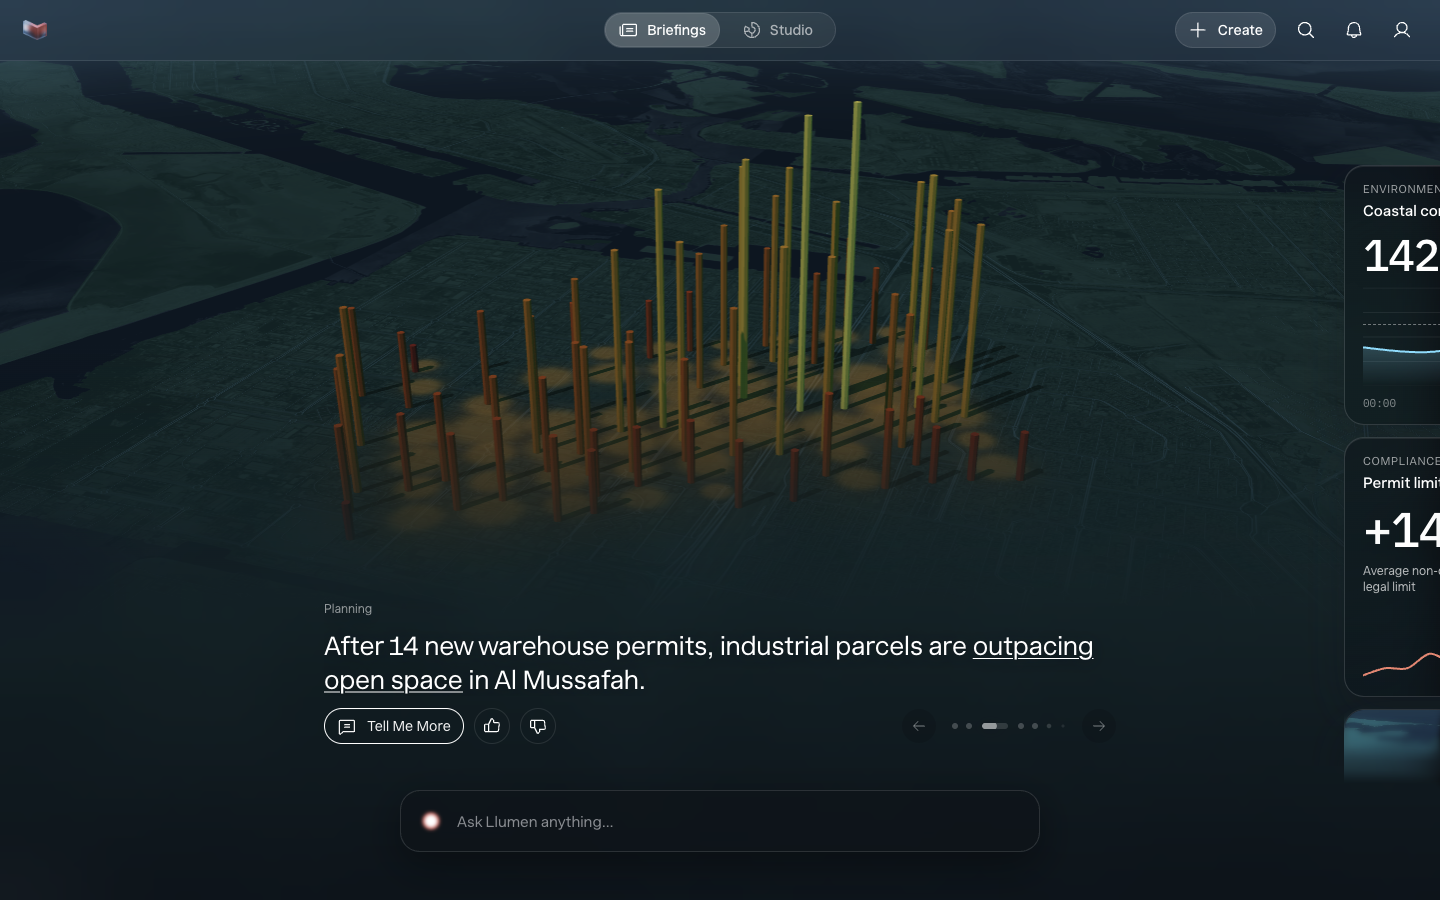 Briefings
Studio
Create
ENVIRONMEN
Coastal co
142
00:00
COMPLIANCE
Permit limi
+14
Average non-
legal limit
Planning
After 14 new warehouse permits, industrial parcels are outpacing
open space in Al Mussafah.
Tell Me More
Ask Llumen anything...